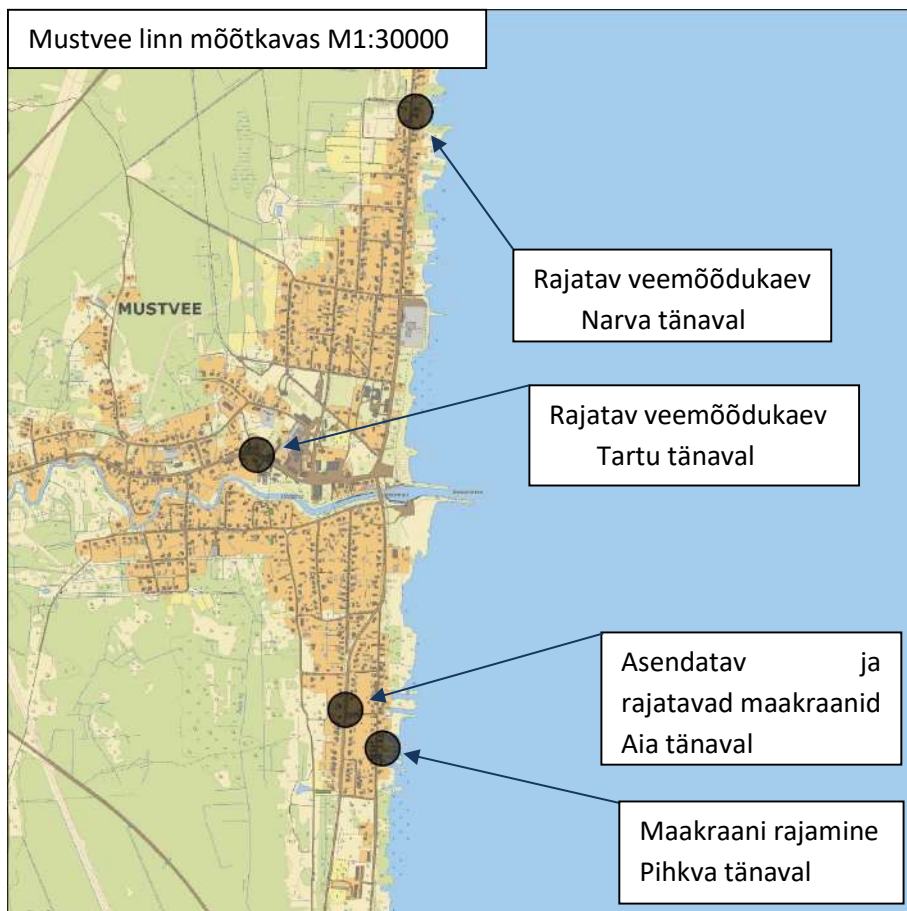 Mustvee linn mõõtkavas M1:30000
Rajatav veemõõdukaev
Narva tänaval
MUSTVEE
Rajatav veemõõdukaev
Tartu tänaval
Asendatav ja
rajatavad maakraanid
Aia tänaval
Maakraani rajamine
Pihkva tänaval